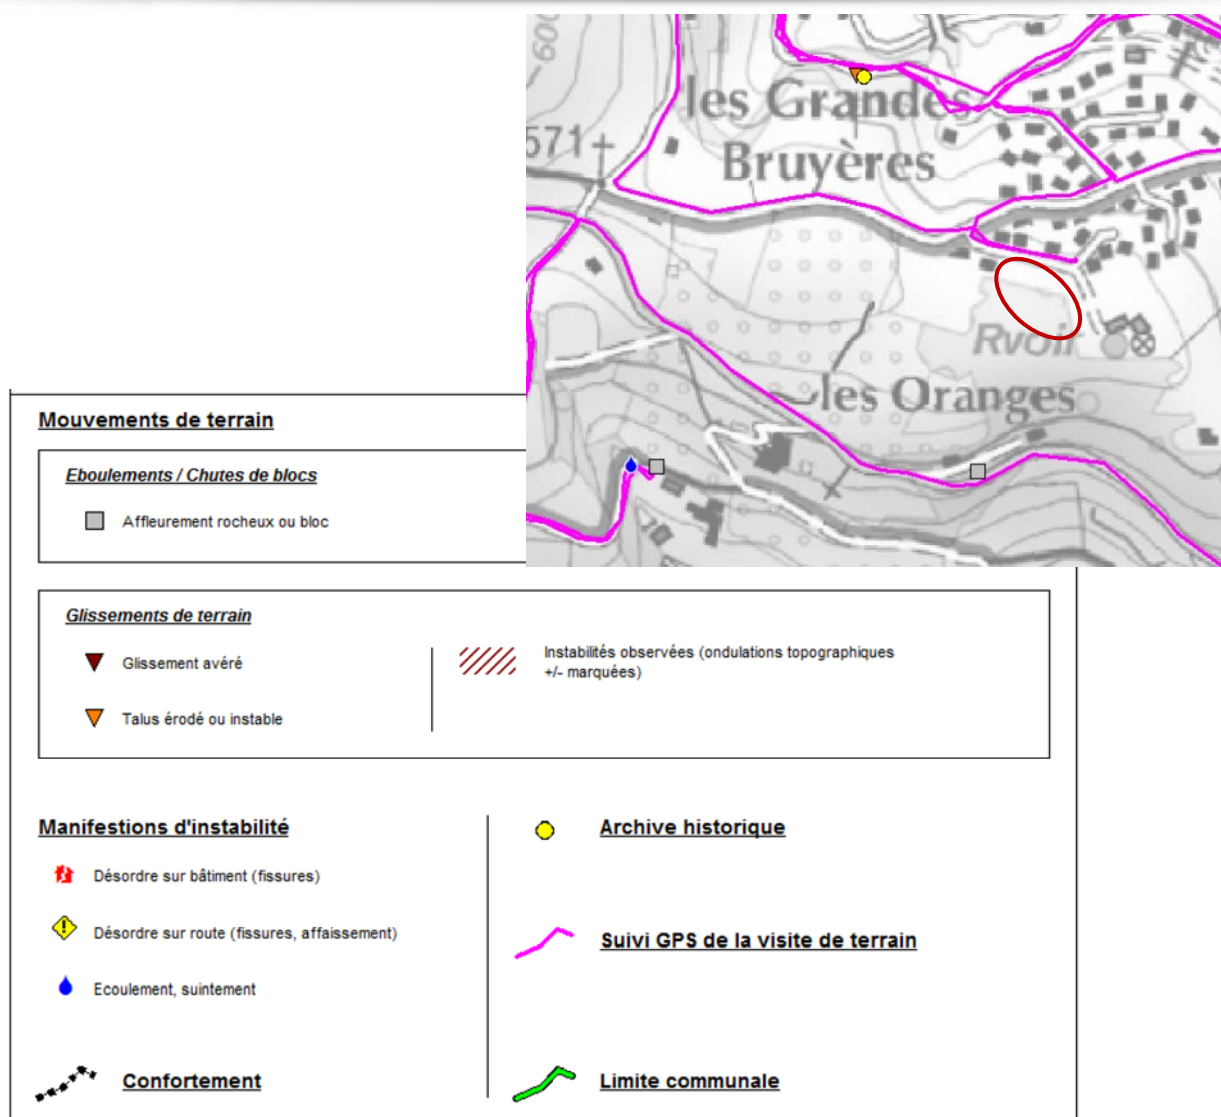 600
les Grandes
Bruyères
571
Rvoir
les Oranges
Mouvements de terrain
Eboulements / Chutes de blocs
Affleurement rocheux ou bloc
Glissements de terrain
Glissement avéré
Instabilités observées (ondulations topographiques
+/- marquées)
Talus érodé ou instable
Manifestions d'instabilité
Archive historique
Désordre sur bâtiment (fissures)
Désordre sur route (fissures, affaissement)
Suivi GPS de la visite de terrain
Ecoulement, suintement
Confortement
Limite communale